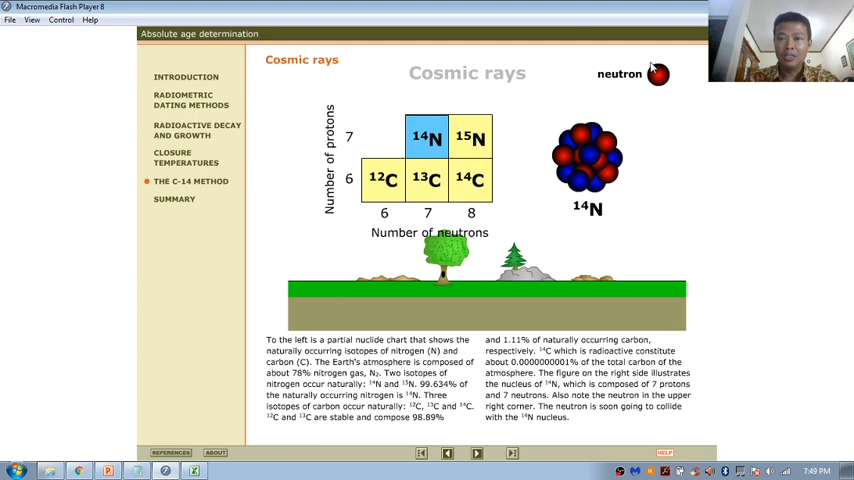 Macromedia Flash Player 8
File View Control Help
Absolute age determination
INTRODUCTION
RADIOMETRIC
DATING METHODS
RADIOACTIVE DECAY
AND GROWTH
CLOSURE
TEMPERATURES
THE C-14 METHOD
SUMMARY
Cosmic rays
Cosmic rays
neutron
Number of protons
7
6
14N
15N
12C
13C
14C
6 7 8
Number of neutrons
14N
To the left is a partial nuclide chart that shows the
naturally occurring isotopes of nitrogen (N) and
carbon (C). The Earth's atmosphere is composed of
about 78% nitrogen gas, N₂. Two isotopes of
nitrogen occur naturally: ¹⁴N and ¹⁵N. 99.634% of
the naturally occurring nitrogen is ¹⁴N. Three
isotopes of carbon occur naturally: ¹²C, ¹³C and ¹⁴C.
¹²C and ¹³C are stable and compose 98.89%
and 1.11% of naturally occurring carbon,
respectively. ¹⁴C which is radioactive constitute
about 0.0000000001% of the total carbon of the
atmosphere. The figure on the right side illustrates
the nucleus of ¹⁴N, which is composed of 7 protons
and 7 neutrons. Also note the neutron in the upper
right corner. The neutron is soon going to collide
with the ¹⁴N nucleus.
REFERENCES
ABOUT
HELP
7:49 PM